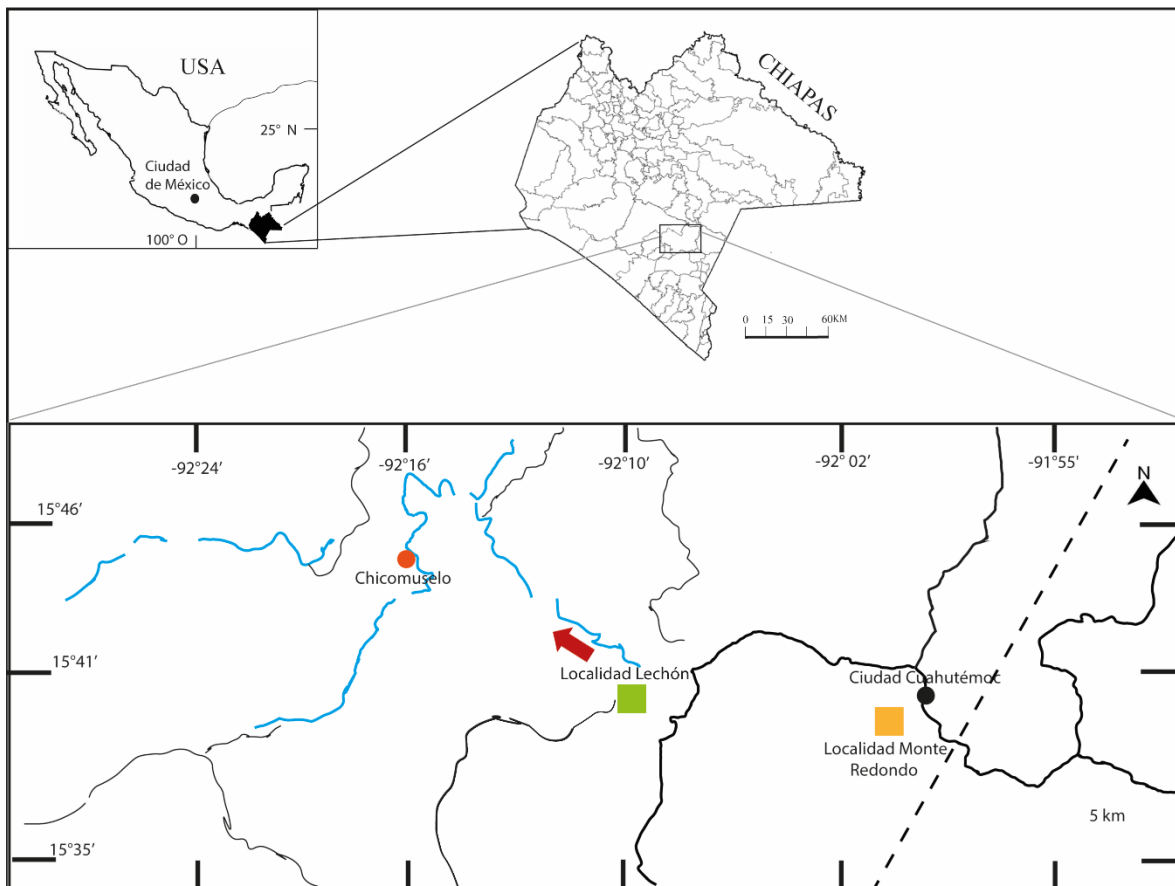 USA
25° N
Ciudad
de México
100° O
CHIAPAS
0 15 30 60KM
-92°24′
-92°16′
-92°10′
-92°02′
-91°55′
N
15°46′
Chicomuselo
15°41′
Localidad Lechón
Ciudad Cuahutémoc
Localidad Monte
Redondo
5 km
15°35′